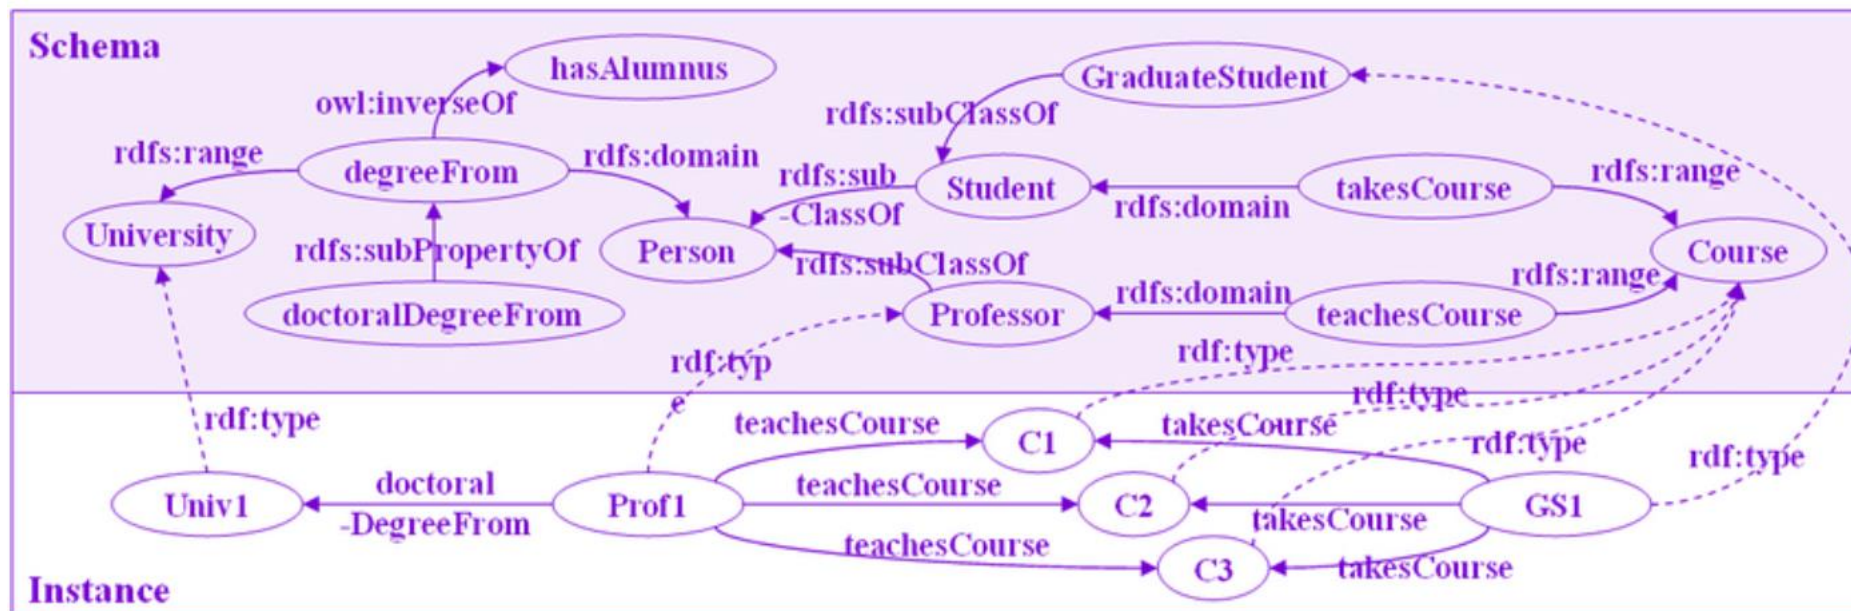 Schema
hasAlumnus
GraduateStudent
owl:inverseOf
rdfs:subClassOf
rdfs:range
degreeFrom
rdfs:domain
rdfs:sub
-ClassOf
Student
takesCourse
rdfs:range
rdfs:domain
University
rdfs:subPropertyOf
Person
rdfs:subClassOf
Course
rdfs:range
doctoralDegreeFrom
Professor
rdfs:domain
teachesCourse
rdf:typ
e
rdf:type
rdf:type
rdf:type
teachesCourse
C1
takesCourse
rdf:type
rdf:type
Univ1
doctoral
-DegreeFrom
Prof1
teachesCourse
C2
takesCourse
GS1
teachesCourse
C3
takesCourse
Instance